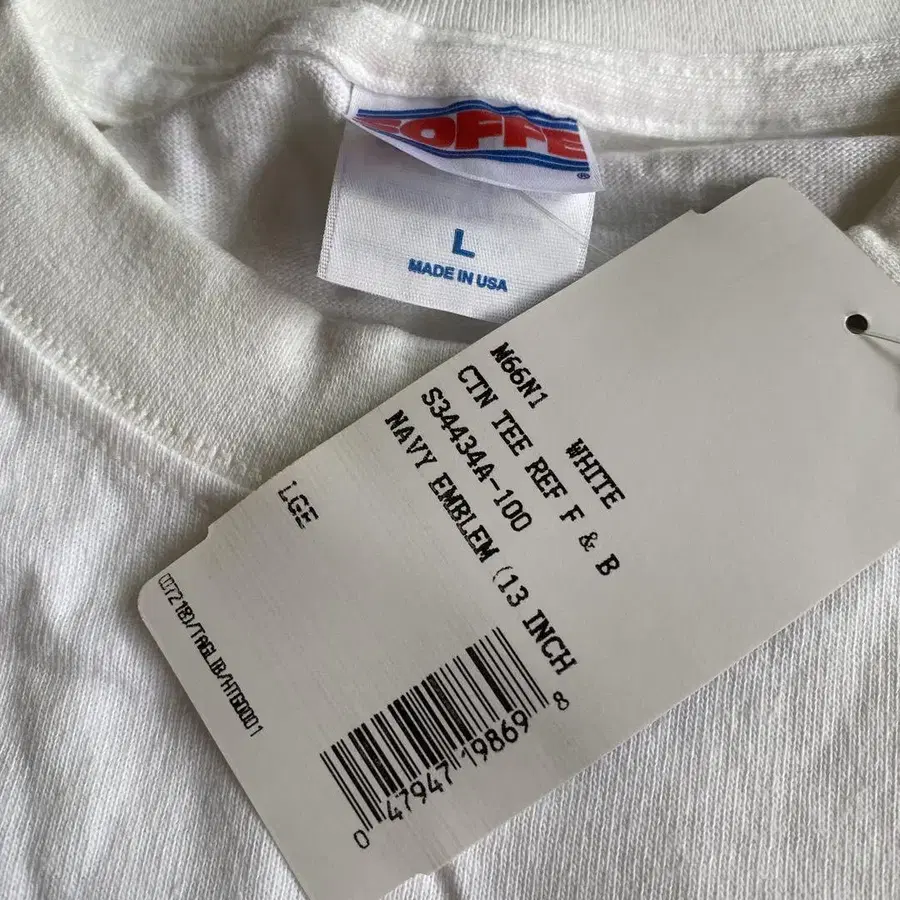 SOFFE
®
L
MADE IN USA
M66N1 WHITE
CTN TEE REF F & B
S34434A-100
NAVY EMBLEM (13 INCH
LGE
0 47947 19869 8